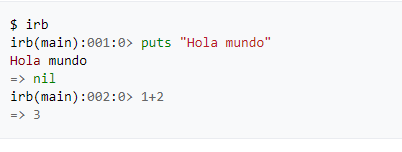 $ irb
irb(main):001:0> puts "Hola mundo"
Hola mundo
=> nil
irb(main):002:0> 1+2
=> 3